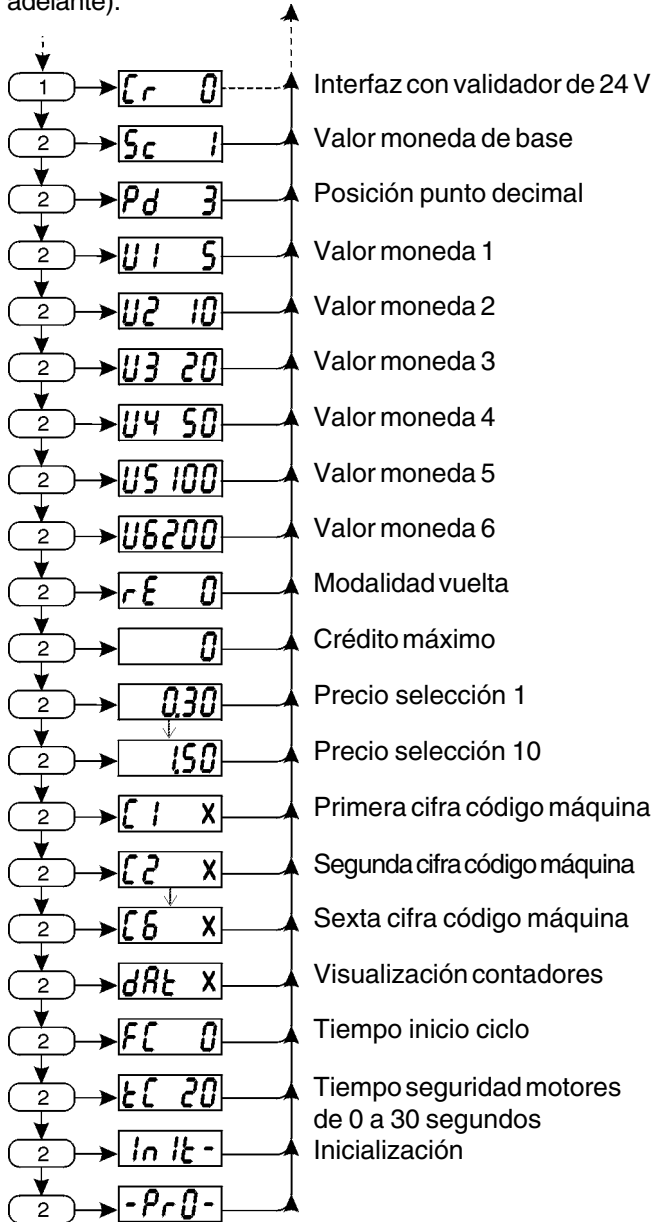 adelante).
1 Cr 0 Interfaz con validador de 24 V
2 Sc 1 Valor moneda de base
2 Pd 3 Posición punto decimal
2 U1 5 Valor moneda 1
2 U2 10 Valor moneda 2
2 U3 20 Valor moneda 3
2 U4 50 Valor moneda 4
2 U5100 Valor moneda 5
2 U6200 Valor moneda 6
2 rE 0 Modalidad vuelta
2 0 Crédito máximo
2 0.30 Precio selección 1
2 1.50 Precio selección 10
2 C1 X Primera cifra código máquina
2 C2 X Segunda cifra código máquina
2 C6 X Sexta cifra código máquina
2 dAt X Visualización contadores
2 FC 0 Tiempo inicio ciclo
2 tC 20 Tiempo seguridad motores
de 0 a 30 segundos
2 InIt- Inicialización
2 -Pr0-